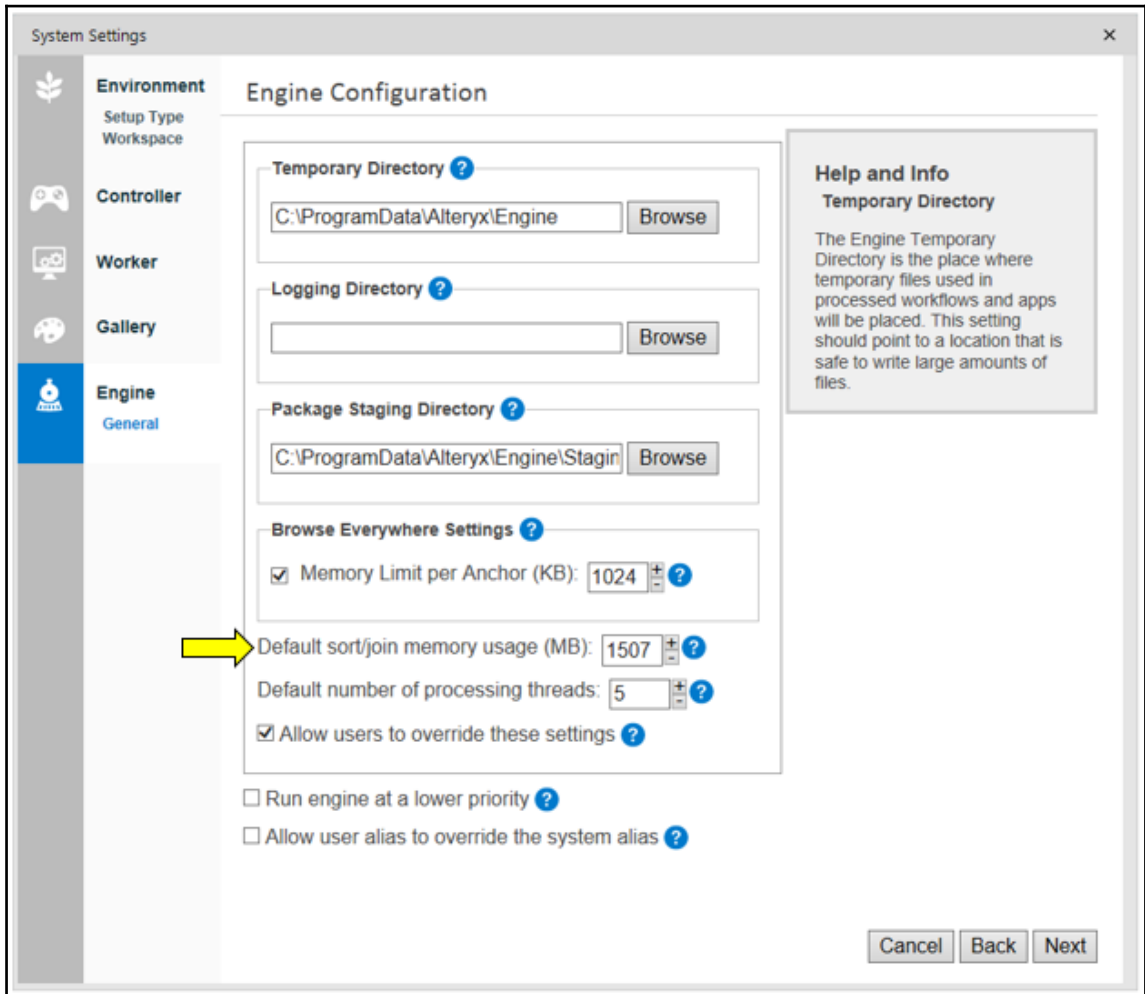 System Settings
×
Environment
Setup Type
Workspace
Controller
Worker
Gallery
Engine
General
Engine Configuration
Temporary Directory ?
C:\ProgramData\Alteryx\Engine Browse
Logging Directory ?
Browse
Package Staging Directory ?
C:\ProgramData\Alteryx\Engine\Stagin Browse
Browse Everywhere Settings ?
Memory Limit per Anchor (KB): 1024 + - ?
Default sort/join memory usage (MB): 1507 + - ?
Default number of processing threads: 5 + - ?
Allow users to override these settings ?
Run engine at a lower priority ?
Allow user alias to override the system alias ?
Help and Info
Temporary Directory
The Engine Temporary
Directory is the place where
temporary files used in
processed workflows and apps
will be placed. This setting
should point to a location that is
safe to write large amounts of
files.
Cancel Back Next